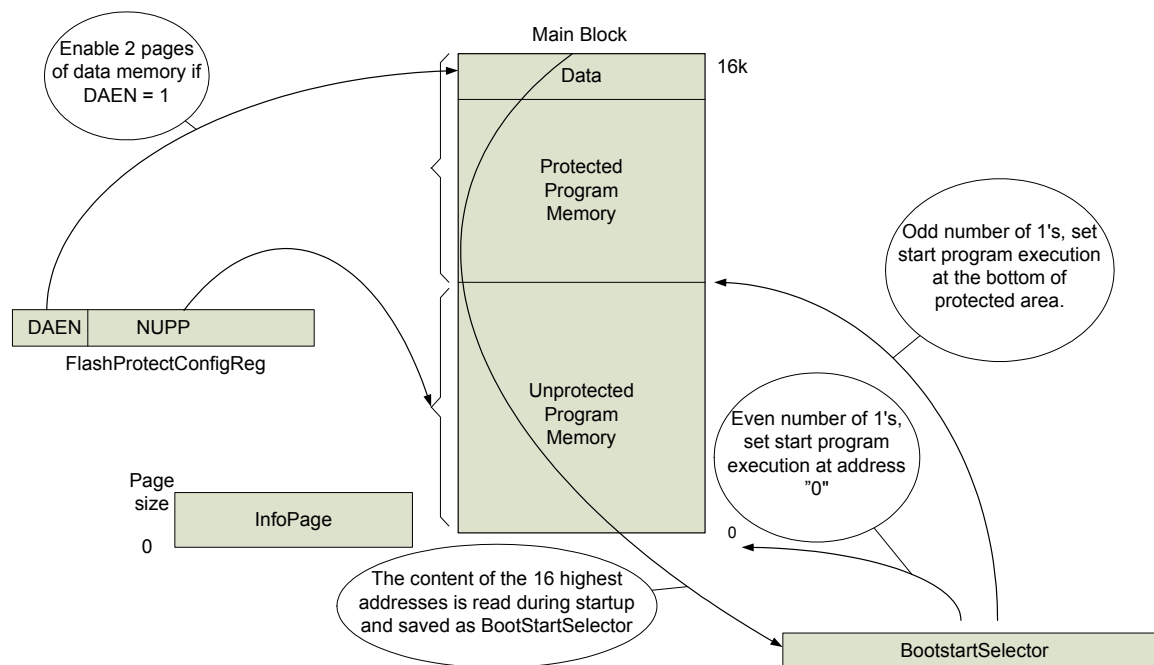 Main Block
Enable 2 pages
of data memory if
DAEN = 1
Data
16k
Protected
Program
Memory
Odd number of 1's, set
start program execution
at the bottom of
protected area.
DAEN
NUPP
FlashProtectConfigReg
Unprotected
Program
Memory
Even number of 1's,
set start program
execution at address
"0"
Page
size
0
InfoPage
0
The content of the 16 highest
addresses is read during startup
and saved as BootStartSelector
BootstartSelector